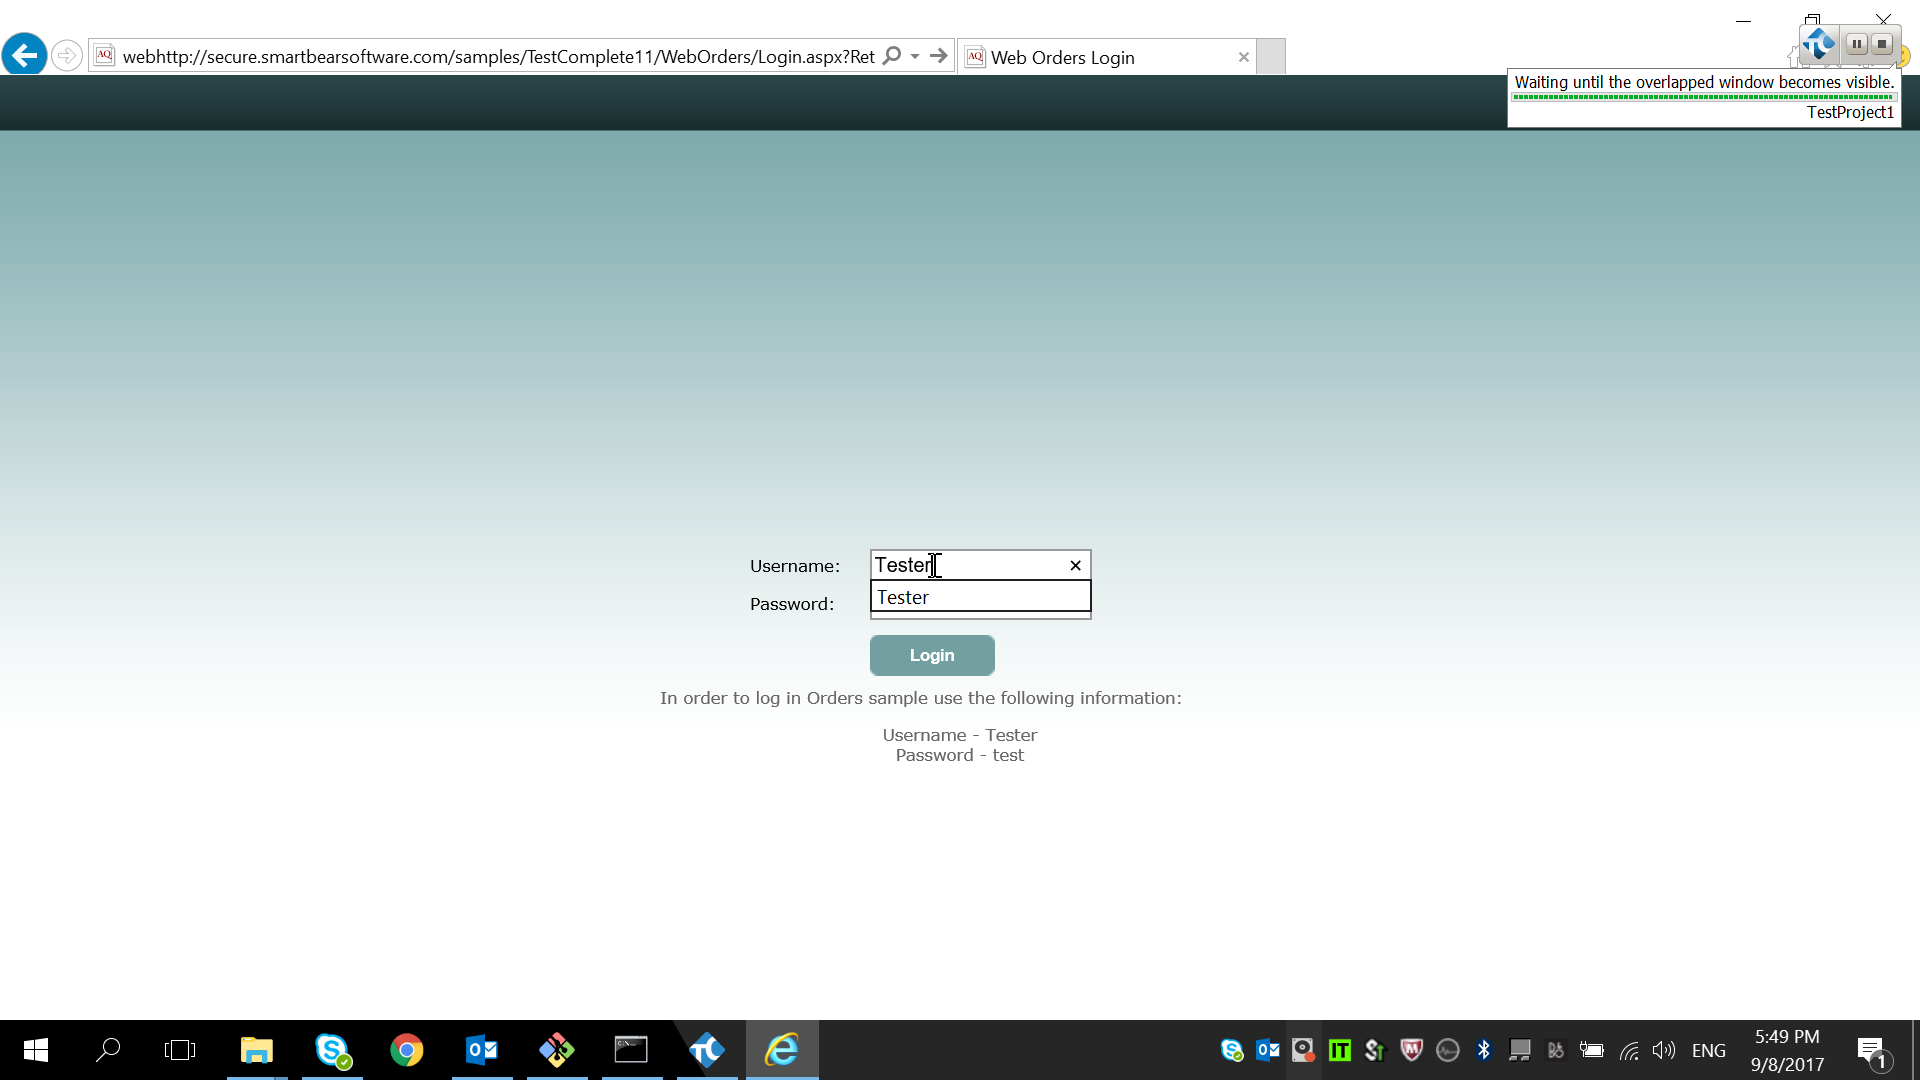 webhttp://secure.smartbearsoftware.com/samples/TestComplete11/WebOrders/Login.aspx?Ret
AQ Web Orders Login
Waiting until the overlapped window becomes visible.
TestProject1
Username: Tester
Tester
Password:
Login
In order to log in Orders sample use the following information:
Username - Tester
Password - test
ENG
5:49 PM
9/8/2017
1